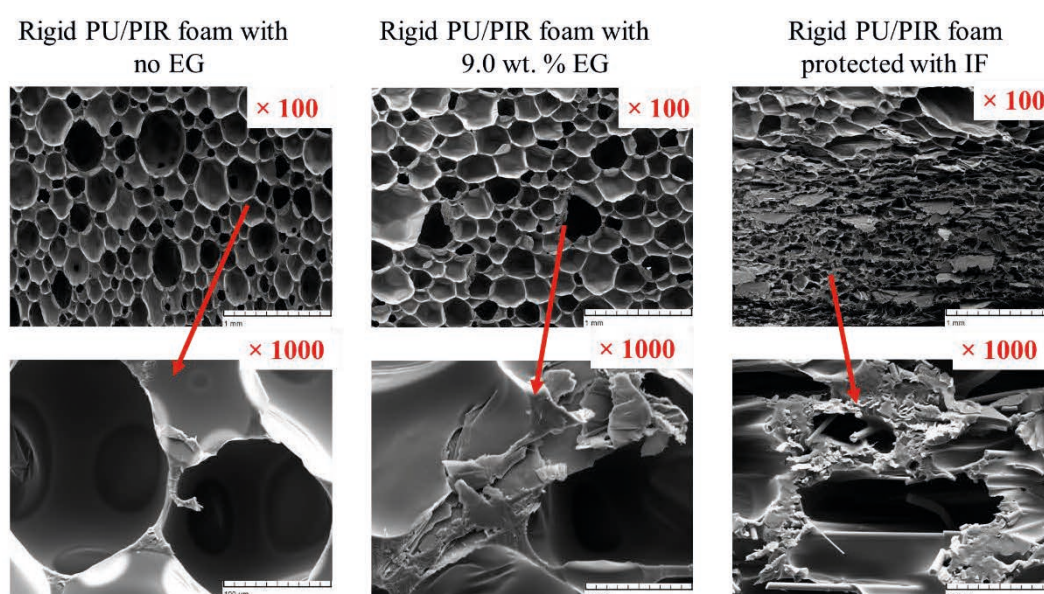 Rigid PU/PIR foam with
no EG
Rigid PU/PIR foam with
9.0 wt. % EG
Rigid PU/PIR foam
protected with IF
× 100
× 100
× 100
1 mm
1 mm
1 mm
× 1000
× 1000
× 1000